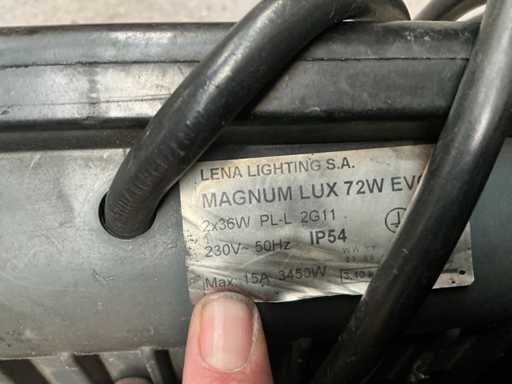 LENA LIGHTING S.A.
MAGNUM LUX 72W
2x36W PL-L 2G11
230V~ 50Hz IP54
Max. 15A 3450W